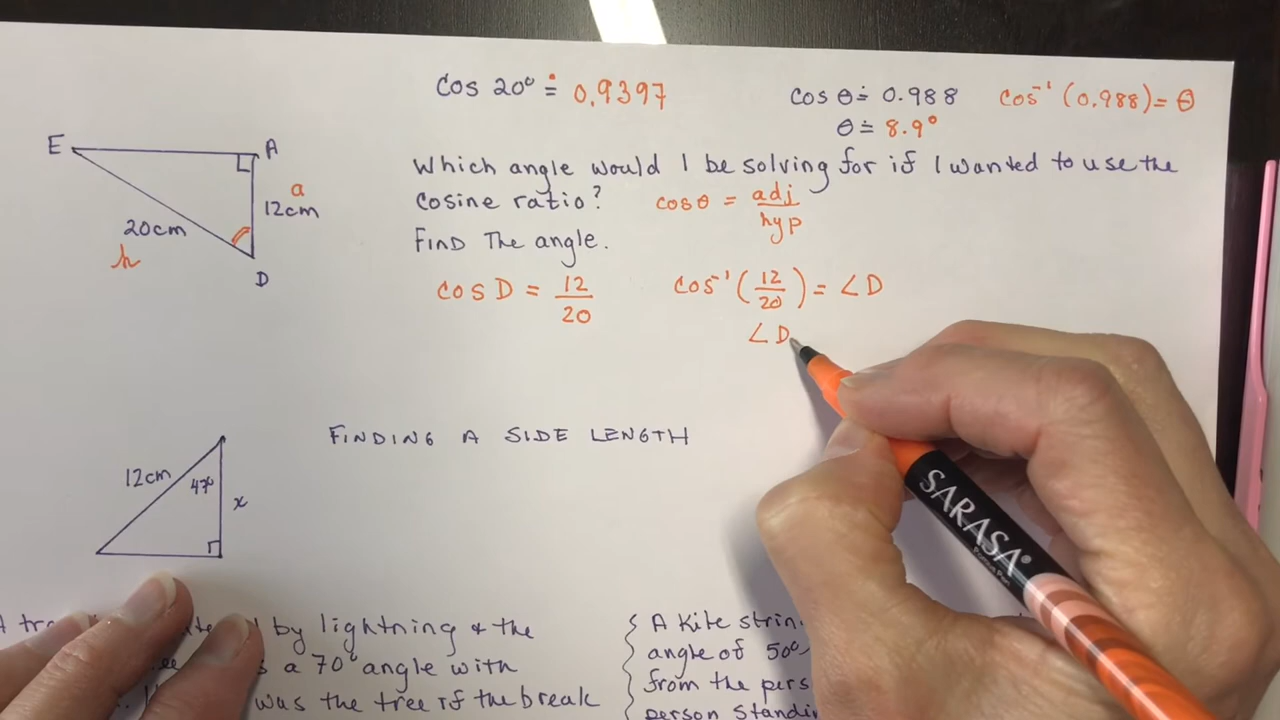 Cos 20° ≐ 0.9397
Cos θ ≐ 0.988 Cos⁻¹ (0.988) = θ
θ ≐ 8.9°
E
A
a
12cm
20cm
h
D
Which angle would I be solving for if I wanted to use the
cosine ratio? cos θ = adj/hyp
Find The angle.
Cos D = 12/20 Cos⁻¹ (12/20) = ∠D
∠D
FINDING A SIDE LENGTH
12cm
47°
x
by lightning & the
a 70° angle with
was the tree if the break
A Kite
angle of 50°
from the
person
SARASA